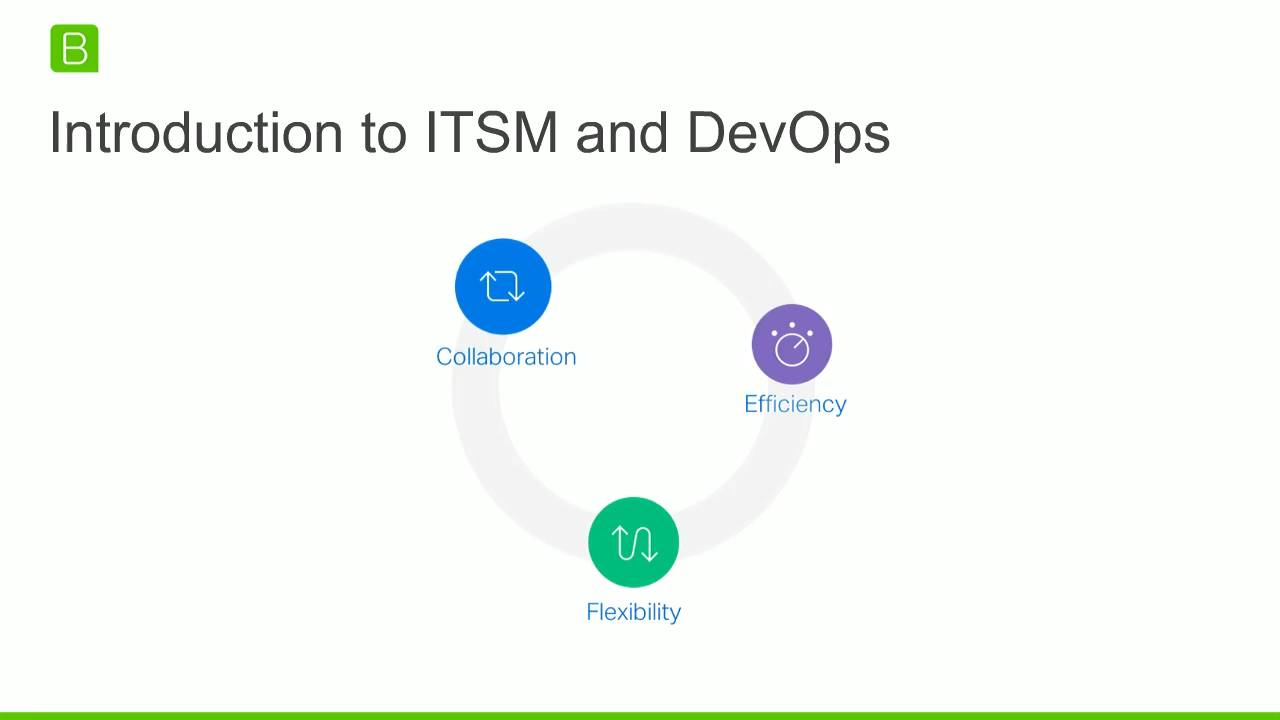 B
Introduction to ITSM and DevOps
Collaboration
Efficiency
Flexibility